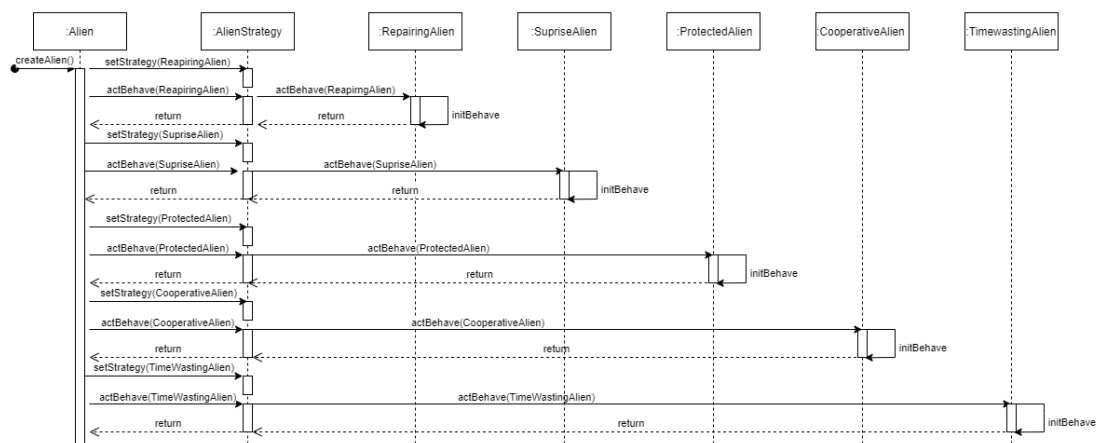 :Alien
:AlienStrategy
:RepairingAlien
:SupriseAlien
:ProtectedAlien
:CooperativeAlien
:TimewastingAlien
createAlien()
setStrategy(ReapiringAlien)
actBehave(ReapiringAlien)
actBehave(ReapirngAlien)
initBehave
return
return
setStrategy(SupriseAlien)
actBehave(SupriseAlien)
actBehave(SupriseAlien)
initBehave
return
return
setStrategy(ProtectedAlien)
actBehave(ProtectedAlien)
actBehave(ProtectedAlien)
initBehave
return
return
setStrategy(CooperativeAlien)
actBehave(CooperativeAlien)
actBehave(CooperativeAlien)
initBehave
return
return
setStrategy(TimeWastingAlien)
actBehave(TimeWastingAlien)
actBehave(TimeWastingAlien)
initBehave
return
return